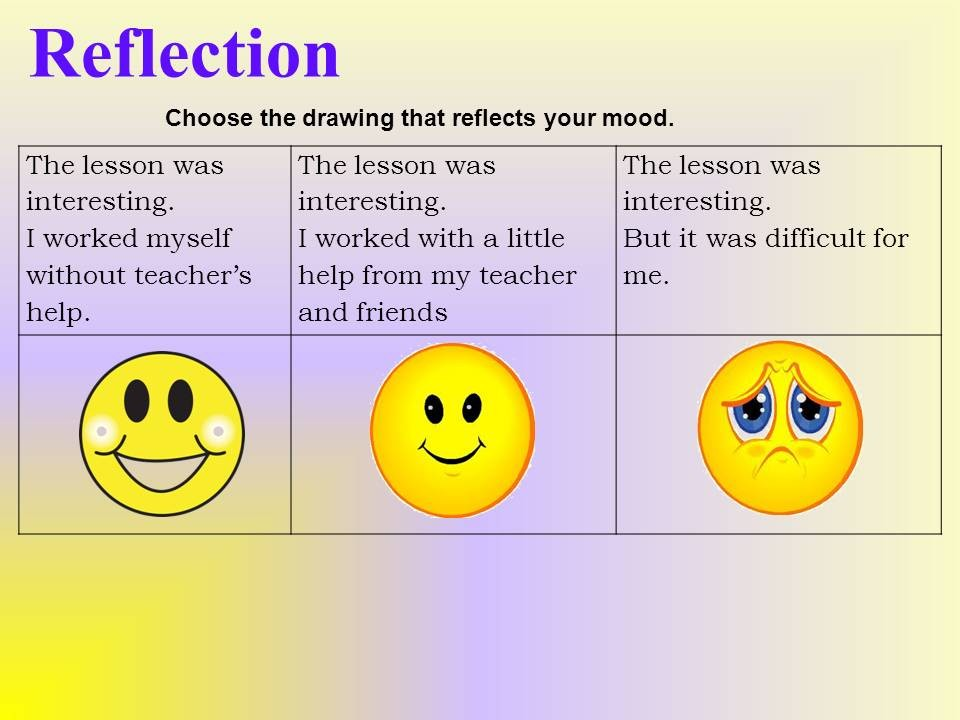 Reflection
Choose the drawing that reflects your mood.
The lesson was
interesting.
I worked myself
without teacher’s
help.
The lesson was
interesting.
I worked with a little
help from my teacher
and friends
The lesson was
interesting.
But it was difficult for
me.